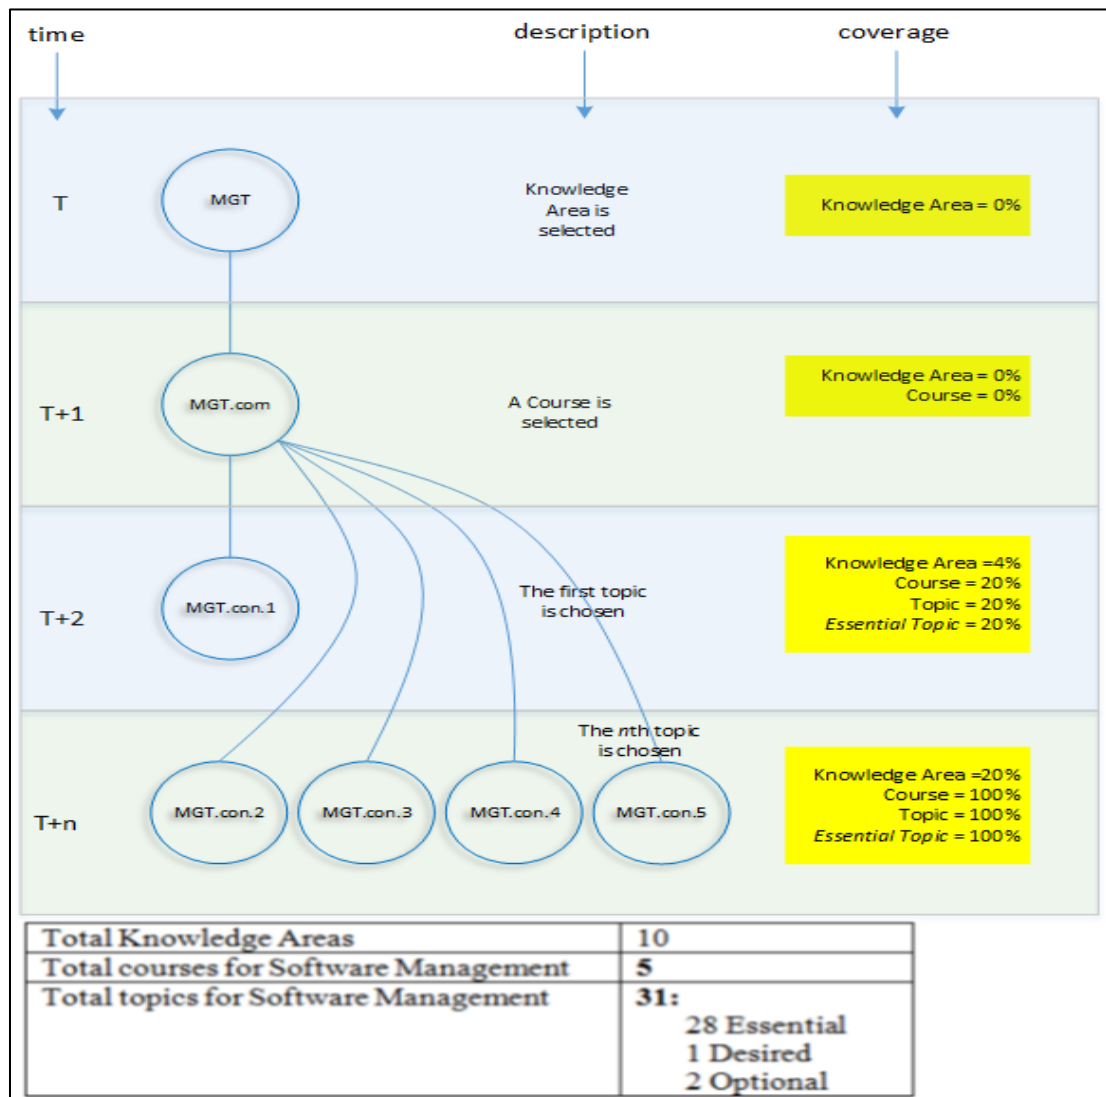 time description coverage
T
MGT
Knowledge
Area is
selected
Knowledge Area = 0%
T+1
MGT.com
A Course is
selected
Knowledge Area = 0%
Course = 0%
T+2
MGT.con.1
The first topic
is chosen
Knowledge Area =4%
Course = 20%
Topic = 20%
Essential Topic = 20%
The nth topic
is chosen
T+n
MGT.con.2 MGT.con.3 MGT.con.4 MGT.con.5
Knowledge Area =20%
Course = 100%
Topic = 100%
Essential Topic = 100%
Total Knowledge Areas 10
Total courses for Software Management 5
Total topics for Software Management 31:
28 Essential
1 Desired
2 Optional